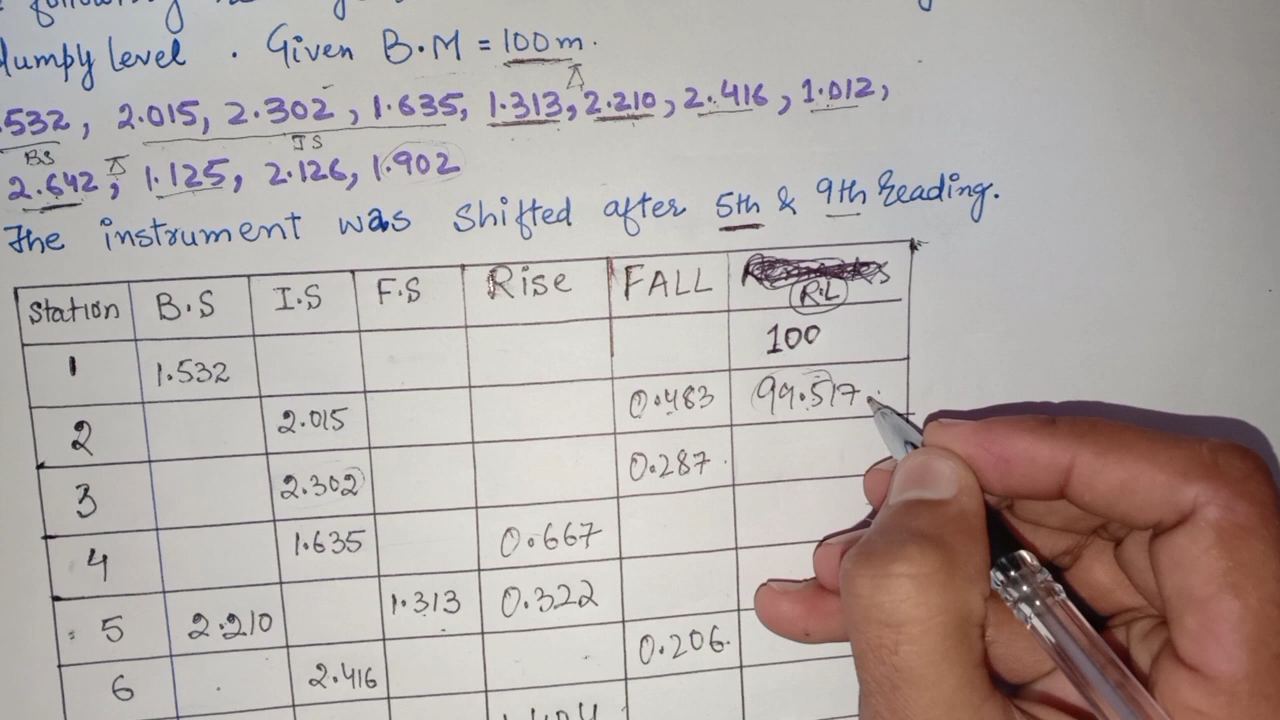 following
Dumpy level . Given B.M = 100m.
.532, 2.015, 2.302, 1.635, 1.313, 2.210, 2.416, 1.012,
BS IS
2.642, 1.125, 2.126, 1.902
The instrument was shifted after 5th & 9th reading.
Station B.S I.S F.S Rise FALL R.L
1 1.532 100
2 2.015 0.483 99.517
3 2.302 0.287
4 1.635 0.667
5 2.210 1.313 0.322
6 2.416 0.206